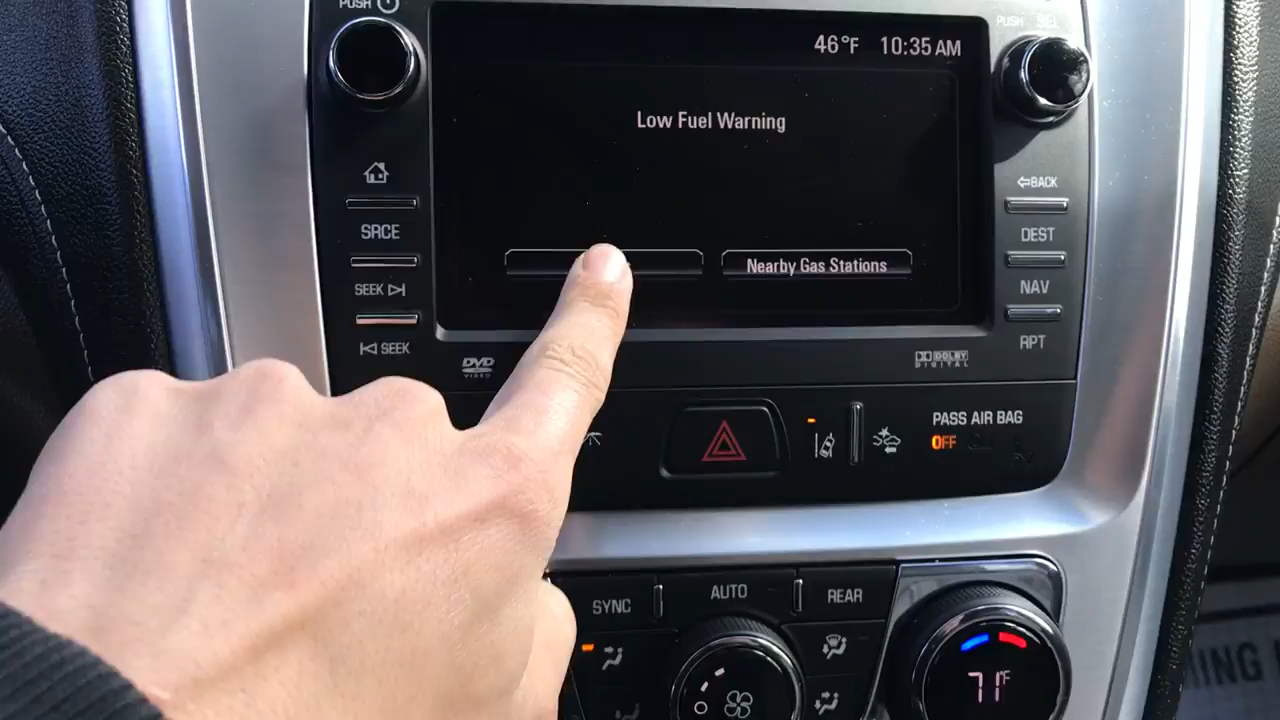 PUSH
PUSH SEL
46°F 10:35 AM
Low Fuel Warning
Nearby Gas Stations
SRCE
SEEK
SEEK
BACK
DEST
NAV
RPT
DVD
VIDEO
DOLBY
DIGITAL
PASS AIR BAG
OFF
SYNC
AUTO
REAR
71°F